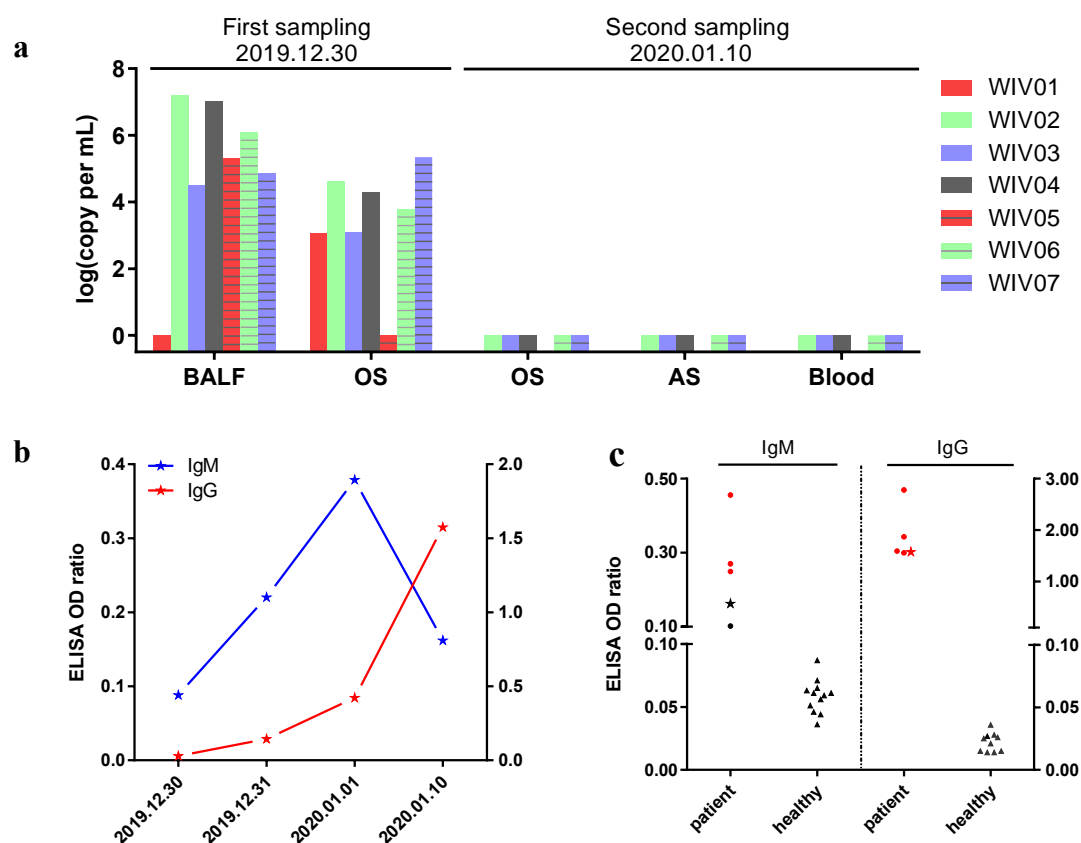 a
First sampling
2019.12.30
Second sampling
2020.01.10
log(copy per mL)
8
6
4
2
0
BALF
OS
OS
AS
Blood
WIV01
WIV02
WIV03
WIV04
WIV05
WIV06
WIV07
b
IgM
IgG
ELISA OD ratio
0.4
0.3
0.2
0.1
0.0
2.0
1.5
1.0
0.5
0.0
2019.12.30
2019.12.31
2020.01.01
2020.01.10
c
IgM
IgG
ELISA OD ratio
0.50
0.30
0.10
0.10
0.05
0.00
3.00
2.00
1.00
0.10
0.05
0.00
patient
healthy
patient
healthy